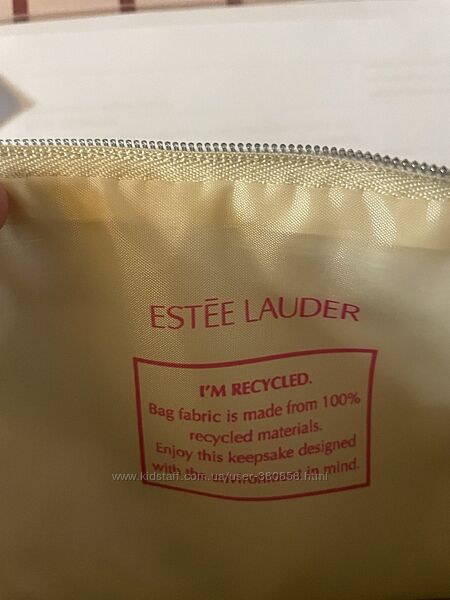 ESTĒE LAUDER
I'M RECYCLED.
Bag fabric is made from 100%
recycled materials.
Enjoy this keepsake designed
with the environment in mind.
www.kidstaff.com.ua/user-380858.html